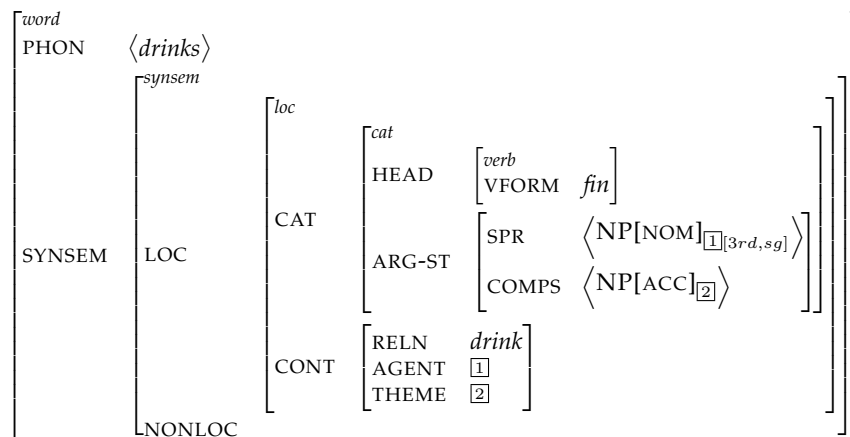 word
PHON ⟨drinks⟩
synsem
loc
cat
HEAD verb
VFORM fin
CAT
SPR ⟨NP[NOM]1[3rd,sg]⟩
SYNSEM LOC ARG-ST
COMPS ⟨NP[ACC]2⟩
RELN drink
CONT AGENT 1
THEME 2
NONLOC